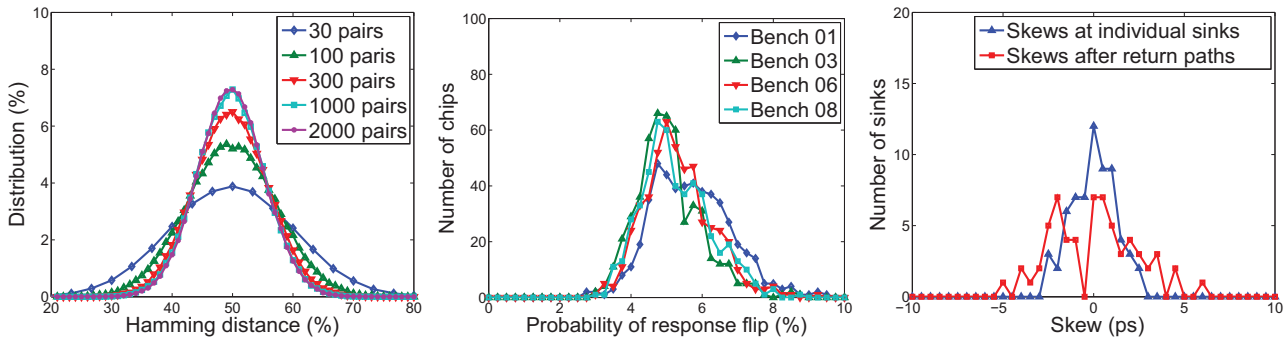 10
8
6
4
2
0
20
30
40
50
60
70
80
Distribution (%)
Hamming distance (%)
30 pairs
100 paris
300 pairs
1000 pairs
2000 pairs
100
80
60
40
20
0
0
2
4
6
8
10
Number of chips
Probability of response flip (%)
Bench 01
Bench 03
Bench 06
Bench 08
20
15
10
5
0
−10
−5
0
5
10
Number of sinks
Skew (ps)
Skews at individual sinks
Skews after return paths